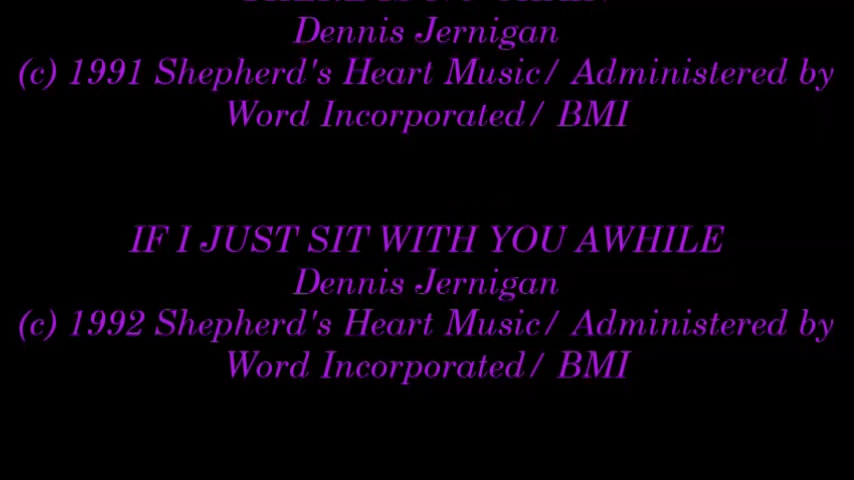 Dennis Jernigan
(c) 1991 Shepherd's Heart Music/ Administered by
Word Incorporated/ BMI
IF I JUST SIT WITH YOU AWHILE
Dennis Jernigan
(c) 1992 Shepherd's Heart Music/ Administered by
Word Incorporated/ BMI